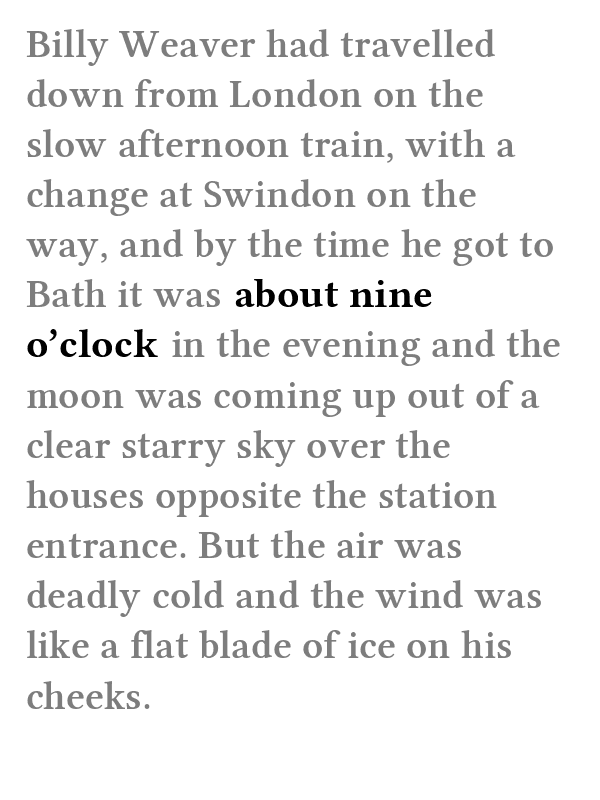 Billy Weaver had travelled
down from London on the
slow afternoon train, with a
change at Swindon on the
way, and by the time he got to
Bath it was about nine
o’clock in the evening and the
moon was coming up out of a
clear starry sky over the
houses opposite the station
entrance. But the air was
deadly cold and the wind was
like a flat blade of ice on his
cheeks.